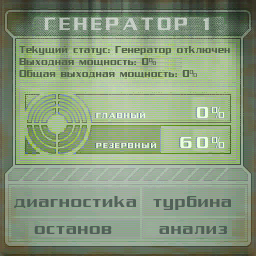 ГЕНЕРАТОР 1
Текущий статус: Генератор отключен
Выходная мощность: 0%
Общая выходная мощность: 0%
ГЛАВНЫЙ 0%
РЕЗЕРВНЫЙ 60%
диагностика турбина
останов анализ